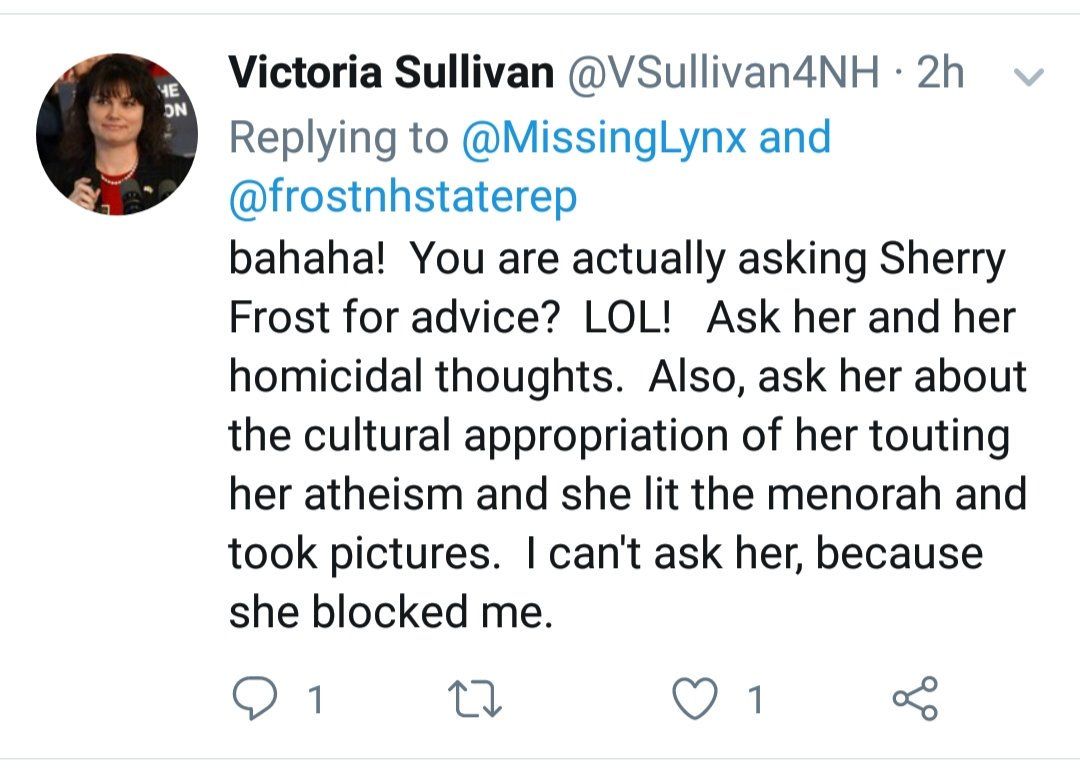 Victoria Sullivan @VSullivan4NH · 2h
HE
ON
Replying to @MissingLynx and
@frostnhstaterep
bahaha!  You are actually asking Sherry
Frost for advice?  LOL!   Ask her and her
homicidal thoughts.  Also, ask her about
the cultural appropriation of her touting
her atheism and she lit the menorah and
took pictures.  I can't ask her, because
she blocked me.
1 1